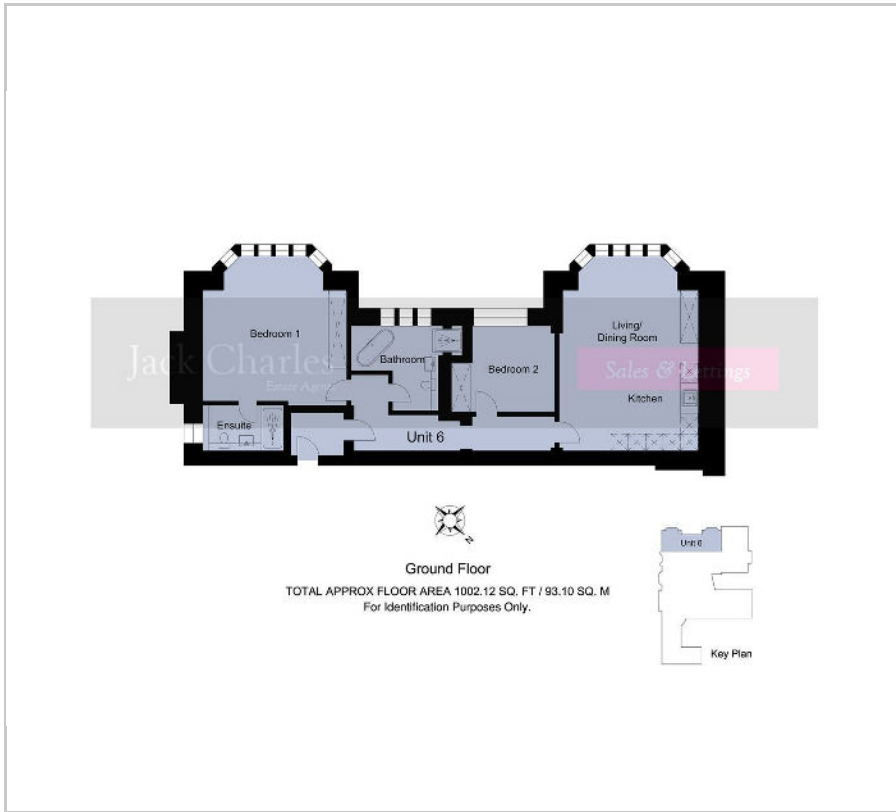 Living/
Dining Room
Bedroom 1
Bathroom
Jack Charles
Estate Agent
Bedroom 2
Sales & Lettings
Kitchen
Ensuite
Unit 6
N
Ground Floor
TOTAL APPROX FLOOR AREA 1002.12 SQ. FT / 93.10 SQ. M
For Identification Purposes Only.
Unit 6
Key Plan